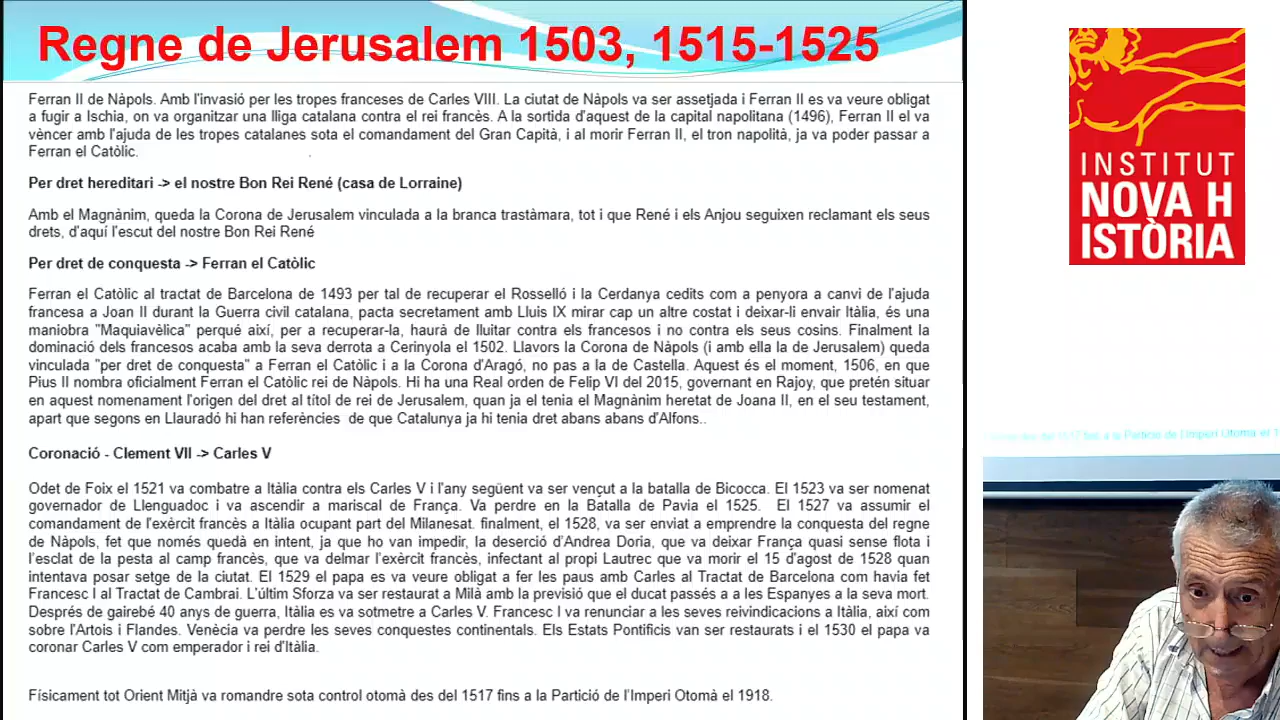 Regne de Jerusalem 1503, 1515-1525
Ferran II de Nàpols. Amb l'invasió per les tropes franceses de Carles VIII. La ciutat de Nàpols va ser assetjada i Ferran II es va veure obligat
a fugir a Ischia, on va organitzar una lliga catalana contra el rei francès. A la sortida d'aquest de la capital napolitana (1496), Ferran II el va
vèncer amb l'ajuda de les tropes catalanes sota el comandament del Gran Capità, i al morir Ferran II, el tron napolità, ja va poder passar a
Ferran el Catòlic.
Per dret hereditari -> el nostre Bon Rei René (casa de Lorraine)
Amb el Magnànim, queda la Corona de Jerusalem vinculada a la branca trastàmara, tot i que René i els Anjou seguixen reclamant els seus
drets, d'aquí l'escut del nostre Bon Rei René
Per dret de conquesta -> Ferran el Catòlic
Ferran el Catòlic al tractat de Barcelona de 1493 per tal de recuperar el Rosselló i la Cerdanya cedits com a penyora a canvi de l'ajuda
francesa a Joan II durant la Guerra civil catalana, pacta secretament amb Lluis IX mirar cap un altre costat i deixar-li envair Itàlia, és una
maniobra "Maquiavèlica" perquè així, per a recuperar-la, haurà de lluitar contra els francesos i no contra els seus cosins. Finalment la
dominació dels francesos acaba amb la seva derrota a Cerinyola el 1502. Llavors la Corona de Nàpols (i amb ella la de Jerusalem) queda
vinculada "per dret de conquesta" a Ferran el Catòlic i a la Corona d'Aragó, no pas a la de Castella. Aquest és el moment, 1506, en que
Pius II nombra oficialment Ferran el Catòlic rei de Nàpols. Hi ha una Real orden de Felip VI del 2015, governant en Rajoy, que pretén situar
en aquest nomenament l'origen del dret al títol de rei de Jerusalem, quan ja el tenia el Magnànim heretat de Joana II, en el seu testament,
apart que segons en Llauradó hi han referències de que Catalunya ja hi tenia dret abans abans d'Alfons..
Coronació - Clement VII -> Carles V
Odet de Foix el 1521 va combatre a Itàlia contra els Carles V i l'any següent va ser vençut a la batalla de Bicocca. El 1523 va ser nomenat
governador de Llenguadoc i va ascendir a mariscal de França. Va perdre en la Batalla de Pavia el 1525. El 1527 va assumir el
comandament de l'exèrcit francès a Itàlia ocupant part del Milanesat. finalment, el 1528, va ser enviat a emprendre la conquesta del regne
de Nàpols, fet que només quedà en intent, ja que ho van impedir, la deserció d'Andrea Doria, que va deixar França quasi sense flota i
l'esclat de la pesta al camp francès, que va delmar l'exèrcit francès, infectant al propi Lautrec que va morir el 15 d'agost de 1528 quan
intentava posar setge de la ciutat. El 1529 el papa es va veure obligat a fer les paus amb Carles al Tractat de Barcelona com havia fet
Francesc I al Tractat de Cambrai. L'últim Sforza va ser restaurat a Milà amb la previsió que el ducat passés a a les Espanyes a la seva mort.
Després de gairebé 40 anys de guerra, Itàlia es va sotmetre a Carles V. Francesc I va renunciar a les seves reivindicacions a Itàlia, així com
sobre l'Artois i Flandes. Venècia va perdre les seves conquestes continentals. Els Estats Pontificis van ser restaurats i el 1530 el papa va
coronar Carles V com emperador i rei d'Itàlia.
Físicament tot Orient Mitjà va romandre sota control otomà des del 1517 fins a la Partició de l'Imperi Otomà el 1918.
INSTITUT
NOVA H
ISTÒRIA
des del 1517 fins a la Partició de l'Imperi Otomà el 1